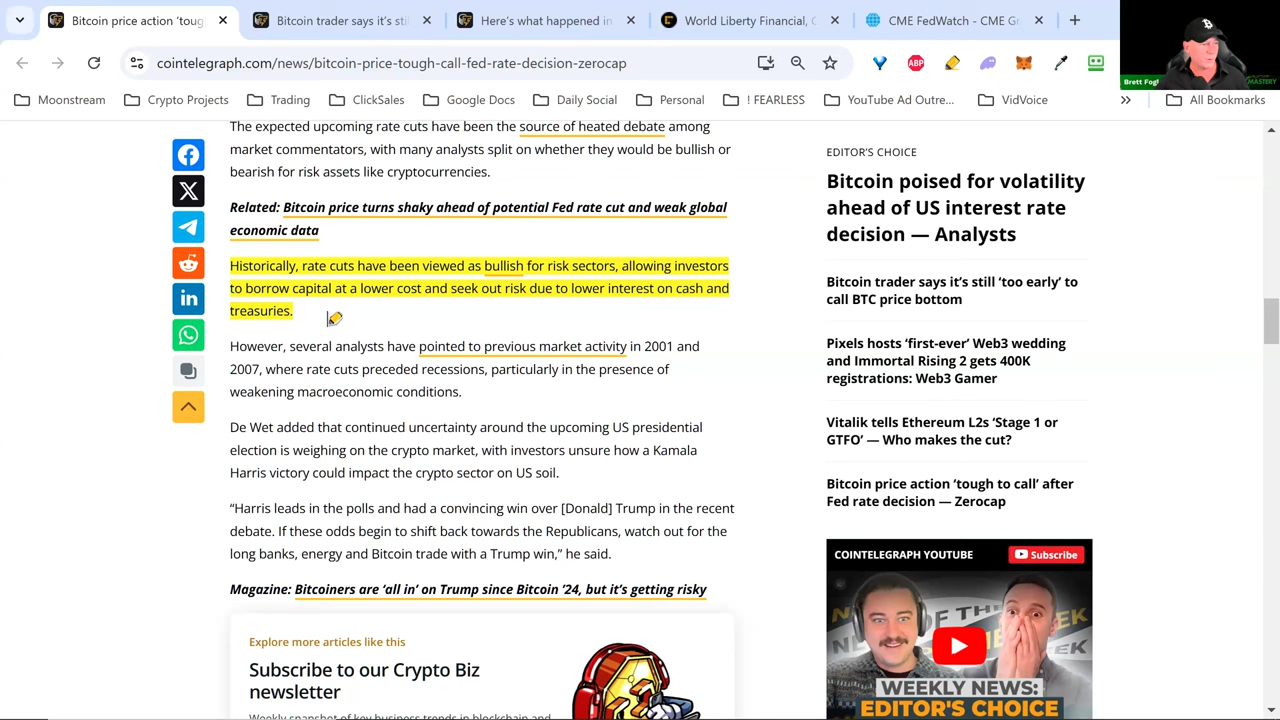 Bitcoin price action 'toug
Bitcoin trader says it's sti
Here's what happened in
World Liberty Financial, C
CME FedWatch - CME Gr
cointelegraph.com/news/bitcoin-price-tough-call-fed-rate-decision-zerocap
ABP
Brett Fogl
MASTERY
Moonstream
Crypto Projects
Trading
ClickSales
Google Docs
Daily Social
Personal
! FEARLESS
YouTube Ad Outre...
VidVoice
All Bookmarks
The expected upcoming rate cuts have been the source of heated debate among
market commentators, with many analysts split on whether they would be bullish or
bearish for risk assets like cryptocurrencies.
Related: Bitcoin price turns shaky ahead of potential Fed rate cut and weak global
economic data
Historically, rate cuts have been viewed as bullish for risk sectors, allowing investors
to borrow capital at a lower cost and seek out risk due to lower interest on cash and
treasuries.
However, several analysts have pointed to previous market activity in 2001 and
2007, where rate cuts preceded recessions, particularly in the presence of
weakening macroeconomic conditions.
De Wet added that continued uncertainty around the upcoming US presidential
election is weighing on the crypto market, with investors unsure how a Kamala
Harris victory could impact the crypto sector on US soil.
“Harris leads in the polls and had a convincing win over [Donald] Trump in the recent
debate. If these odds begin to shift back towards the Republicans, watch out for the
long banks, energy and Bitcoin trade with a Trump win,” he said.
Magazine: Bitcoiners are ‘all in’ on Trump since Bitcoin ’24, but it’s getting risky
Explore more articles like this
Subscribe to our Crypto Biz
newsletter
Weekly snapshot of key business trends in blockchain and
EDITOR'S CHOICE
Bitcoin poised for volatility
ahead of US interest rate
decision — Analysts
Bitcoin trader says it’s still ‘too early’ to
call BTC price bottom
Pixels hosts ‘first-ever’ Web3 wedding
and Immortal Rising 2 gets 400K
registrations: Web3 Gamer
Vitalik tells Ethereum L2s ‘Stage 1 or
GTFO’ — Who makes the cut?
Bitcoin price action ‘tough to call’ after
Fed rate decision — Zerocap
COINTELEGRAPH YOUTUBE
Subscribe
WEEKLY NEWS:
EDITOR'S CHOICE